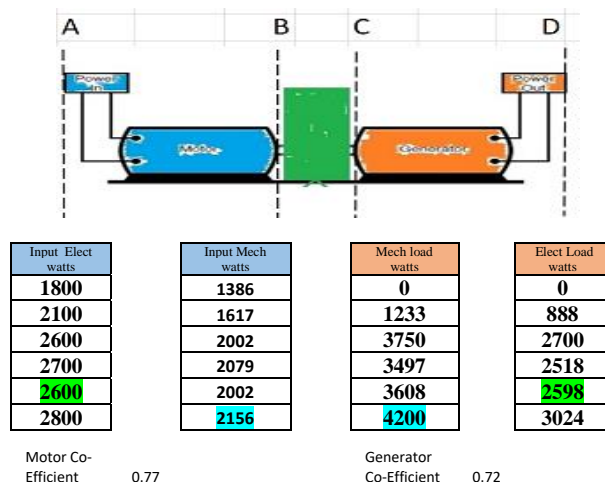 A B C D
Power In
Power Out
Motor
Generator
Input Elect watts
Input Mech watts
Mech load watts
Elect Load watts
1800 1386 0 0
2100 1617 1233 888
2600 2002 3750 2700
2700 2079 3497 2518
2600 2002 3608 2598
2800 2156 4200 3024
Motor Co-
Efficient 0.77
Generator
Co-Efficient 0.72